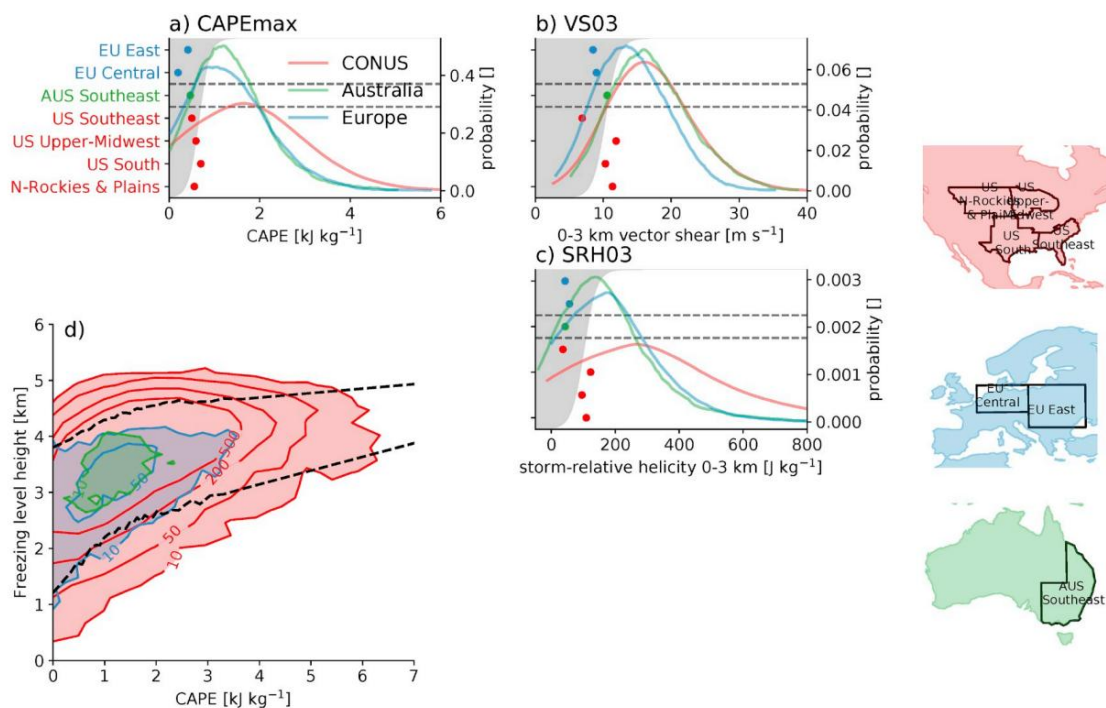 a) CAPEmax
EU East
EU Central
AUS Southeast
US Southeast
US Upper-Midwest
US South
N-Rockies & Plains
CONUS
Australia
Europe
0.4
0.2
0.0
probability []
0
2
4
6
CAPE [kJ kg⁻¹]
b) VS03
0.06
0.04
0.02
0.00
probability []
0
10
20
30
40
0-3 km vector shear [m s⁻¹]
c) SRH03
0.003
0.002
0.001
0.000
probability []
0
200
400
600
800
storm-relative helicity 0-3 km [J kg⁻¹]
d)
6
5
4
3
2
1
0
Freezing level height [km]
10
50
10
500
200
50
10
0
1
2
3
4
5
6
7
CAPE [kJ kg⁻¹]
US
N-Rockies
& Plains
US
Upper-
Midwest
US
South
US
Southeast
EU
Central
EU East
AUS
Southeast